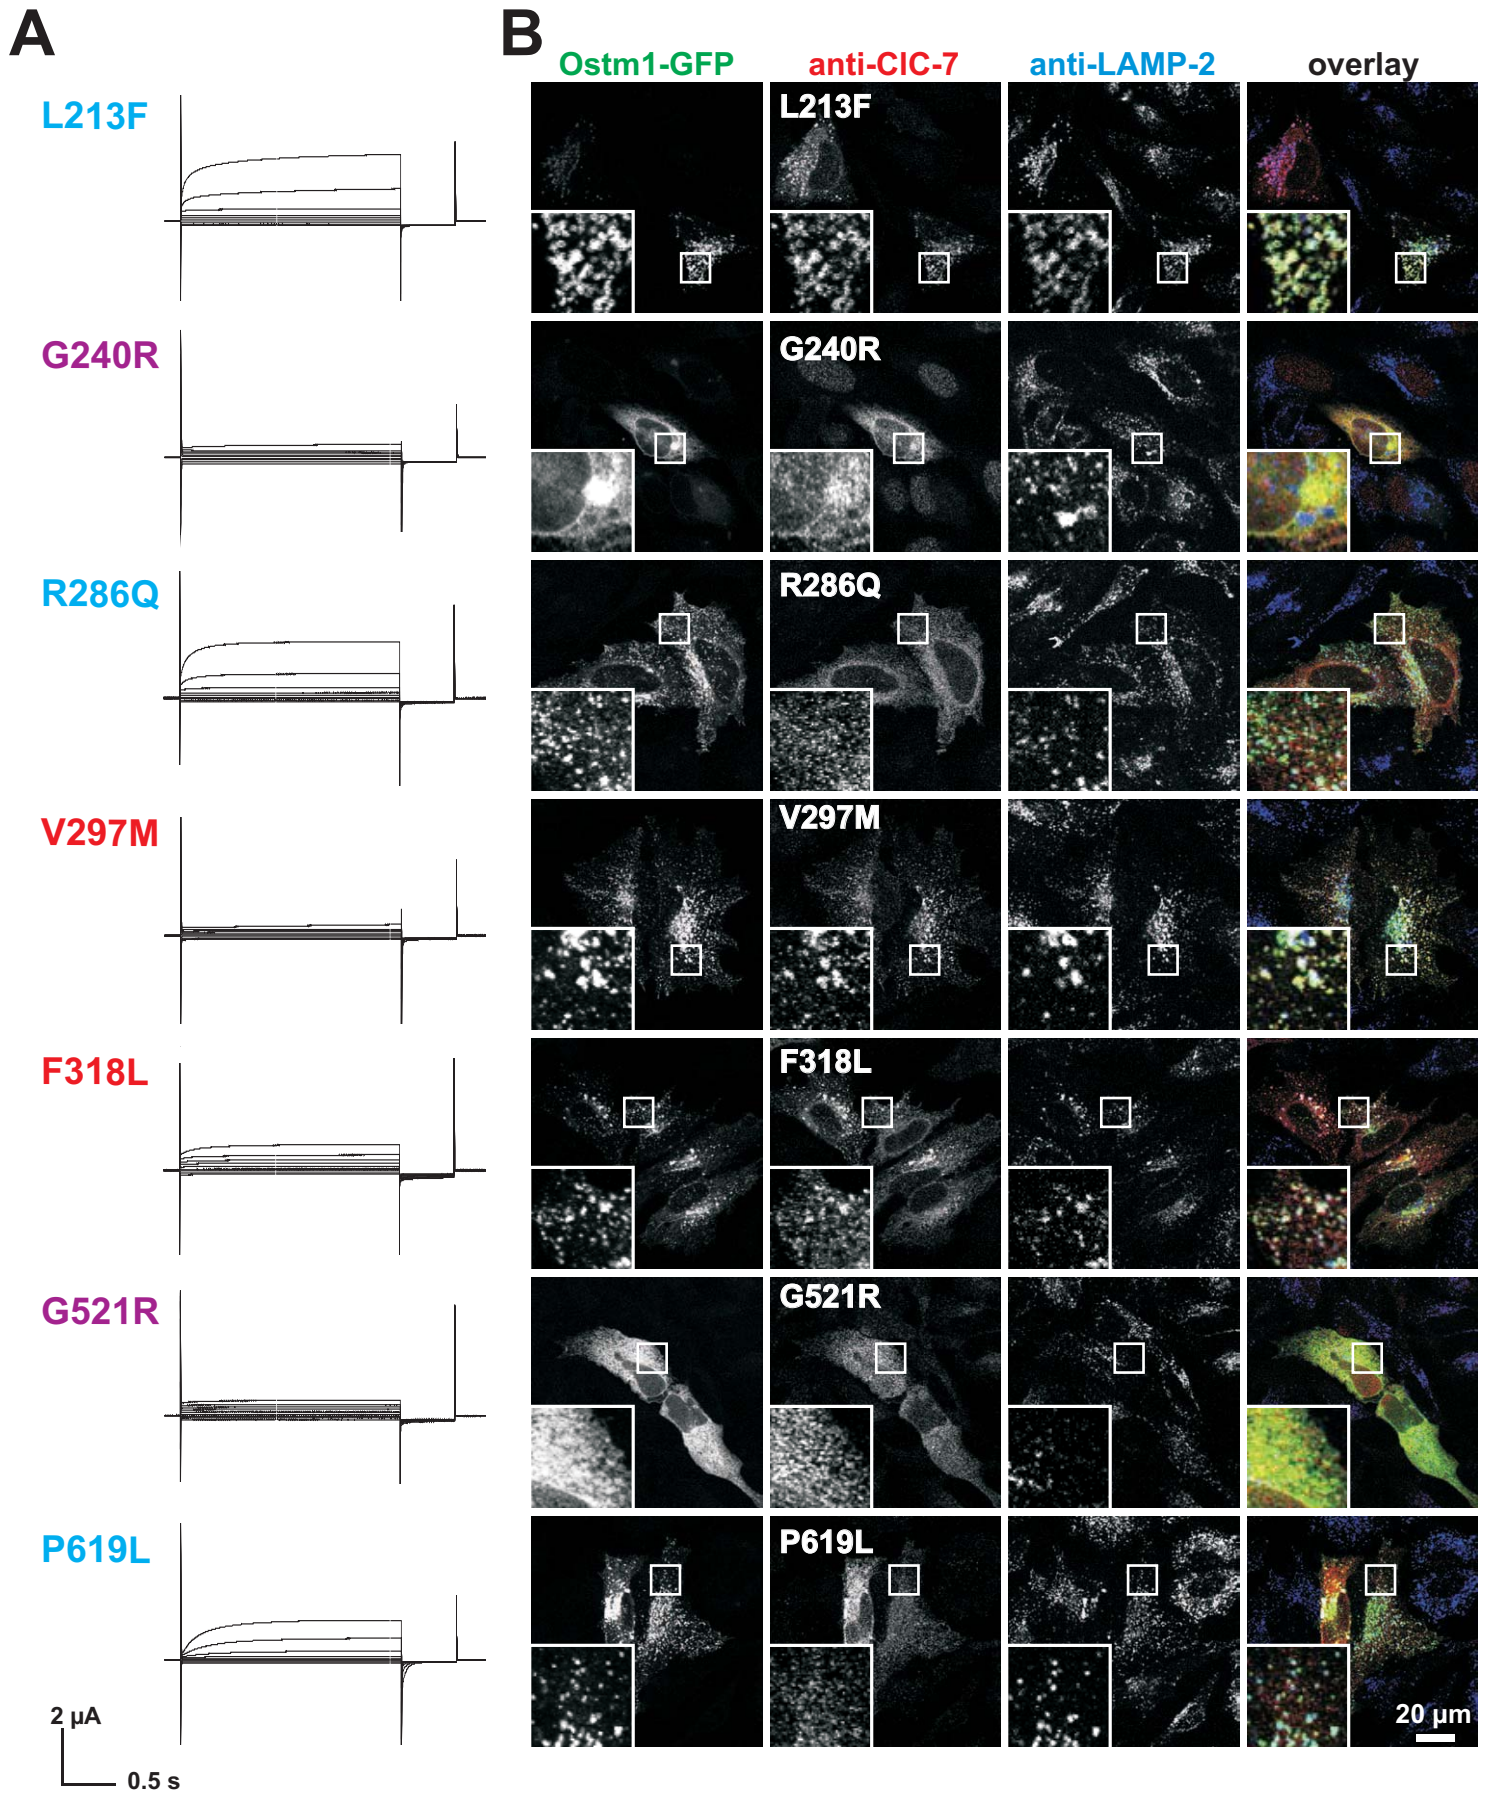 A
B
Ostm1-GFP anti-ClC-7 anti-LAMP-2 overlay
L213F
L213F
G240R
G240R
R286Q
R286Q
V297M
V297M
F318L
F318L
G521R
G521R
P619L
P619L
2 µA
0.5 s
20 µm